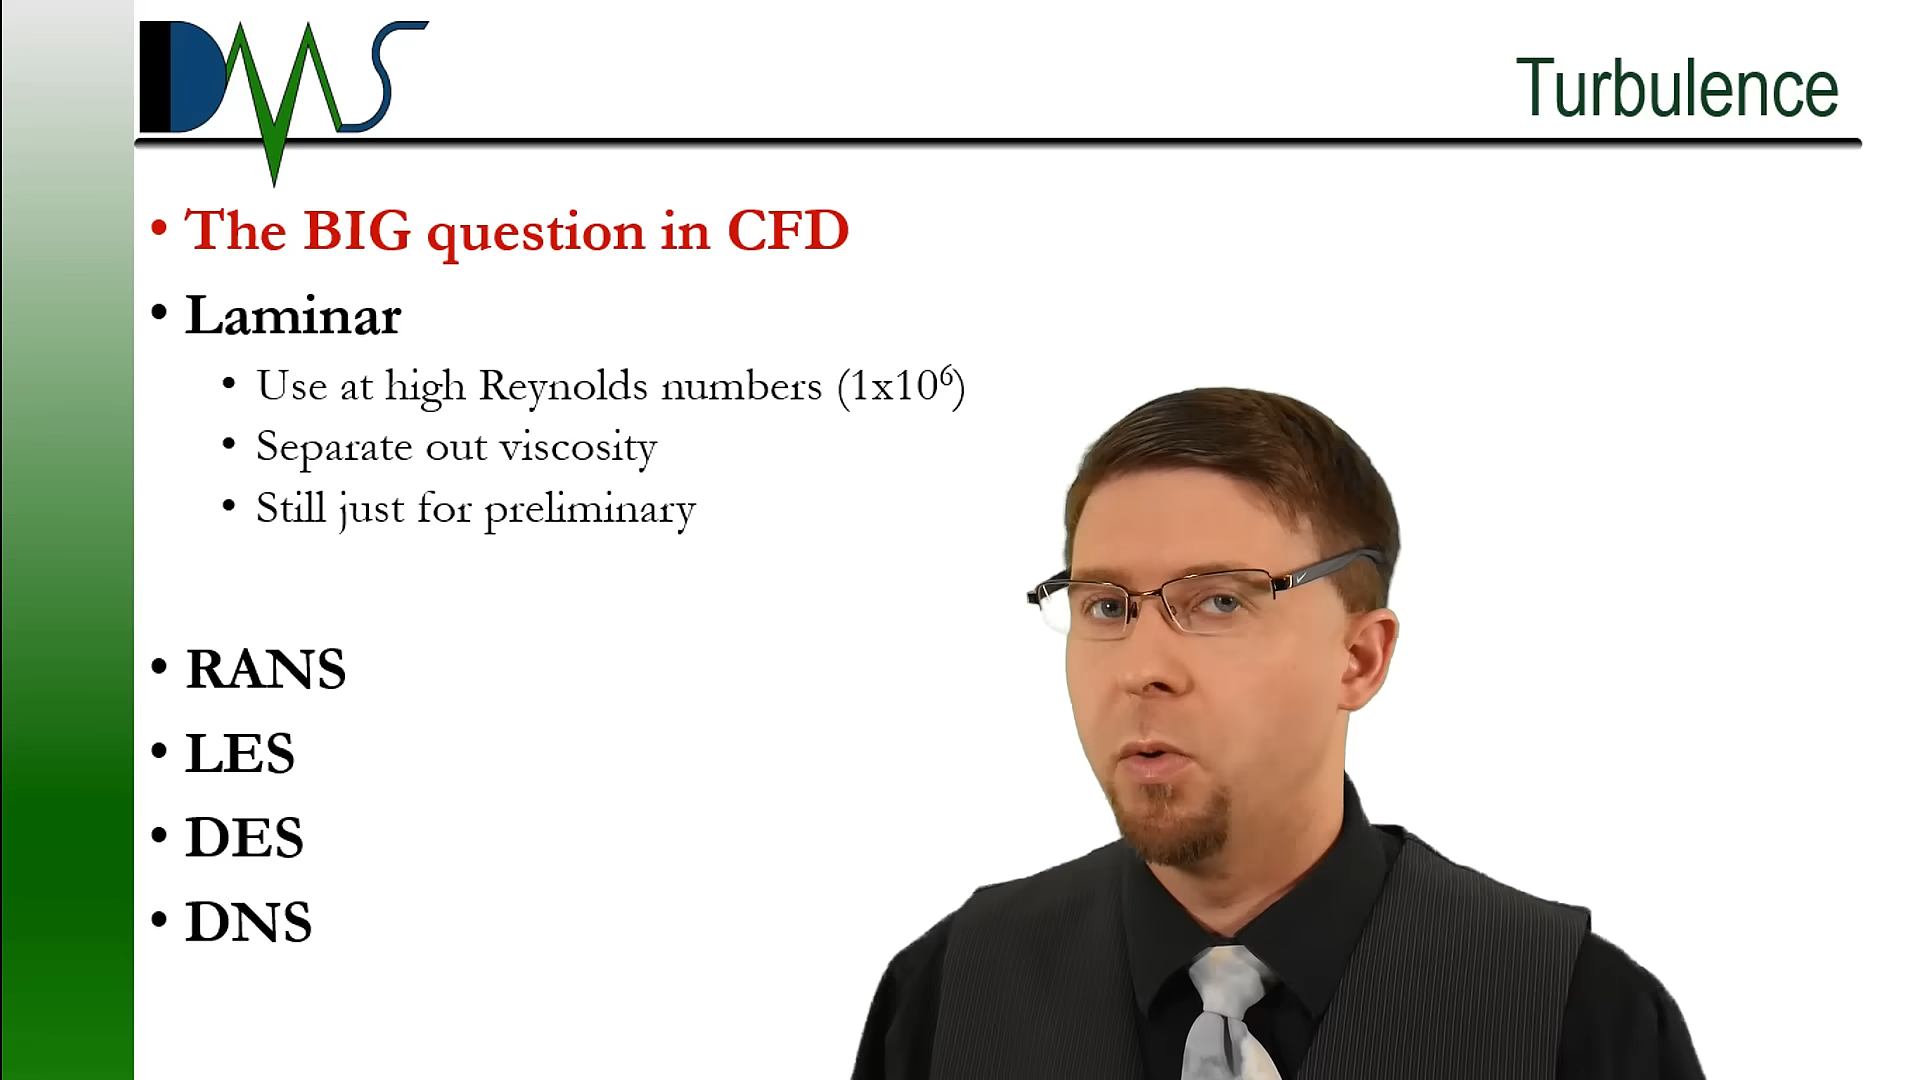 DMS
Turbulence
• The BIG question in CFD
• Laminar
• Use at high Reynolds numbers (1x10⁶)
• Separate out viscosity
• Still just for preliminary
• RANS
• LES
• DES
• DNS